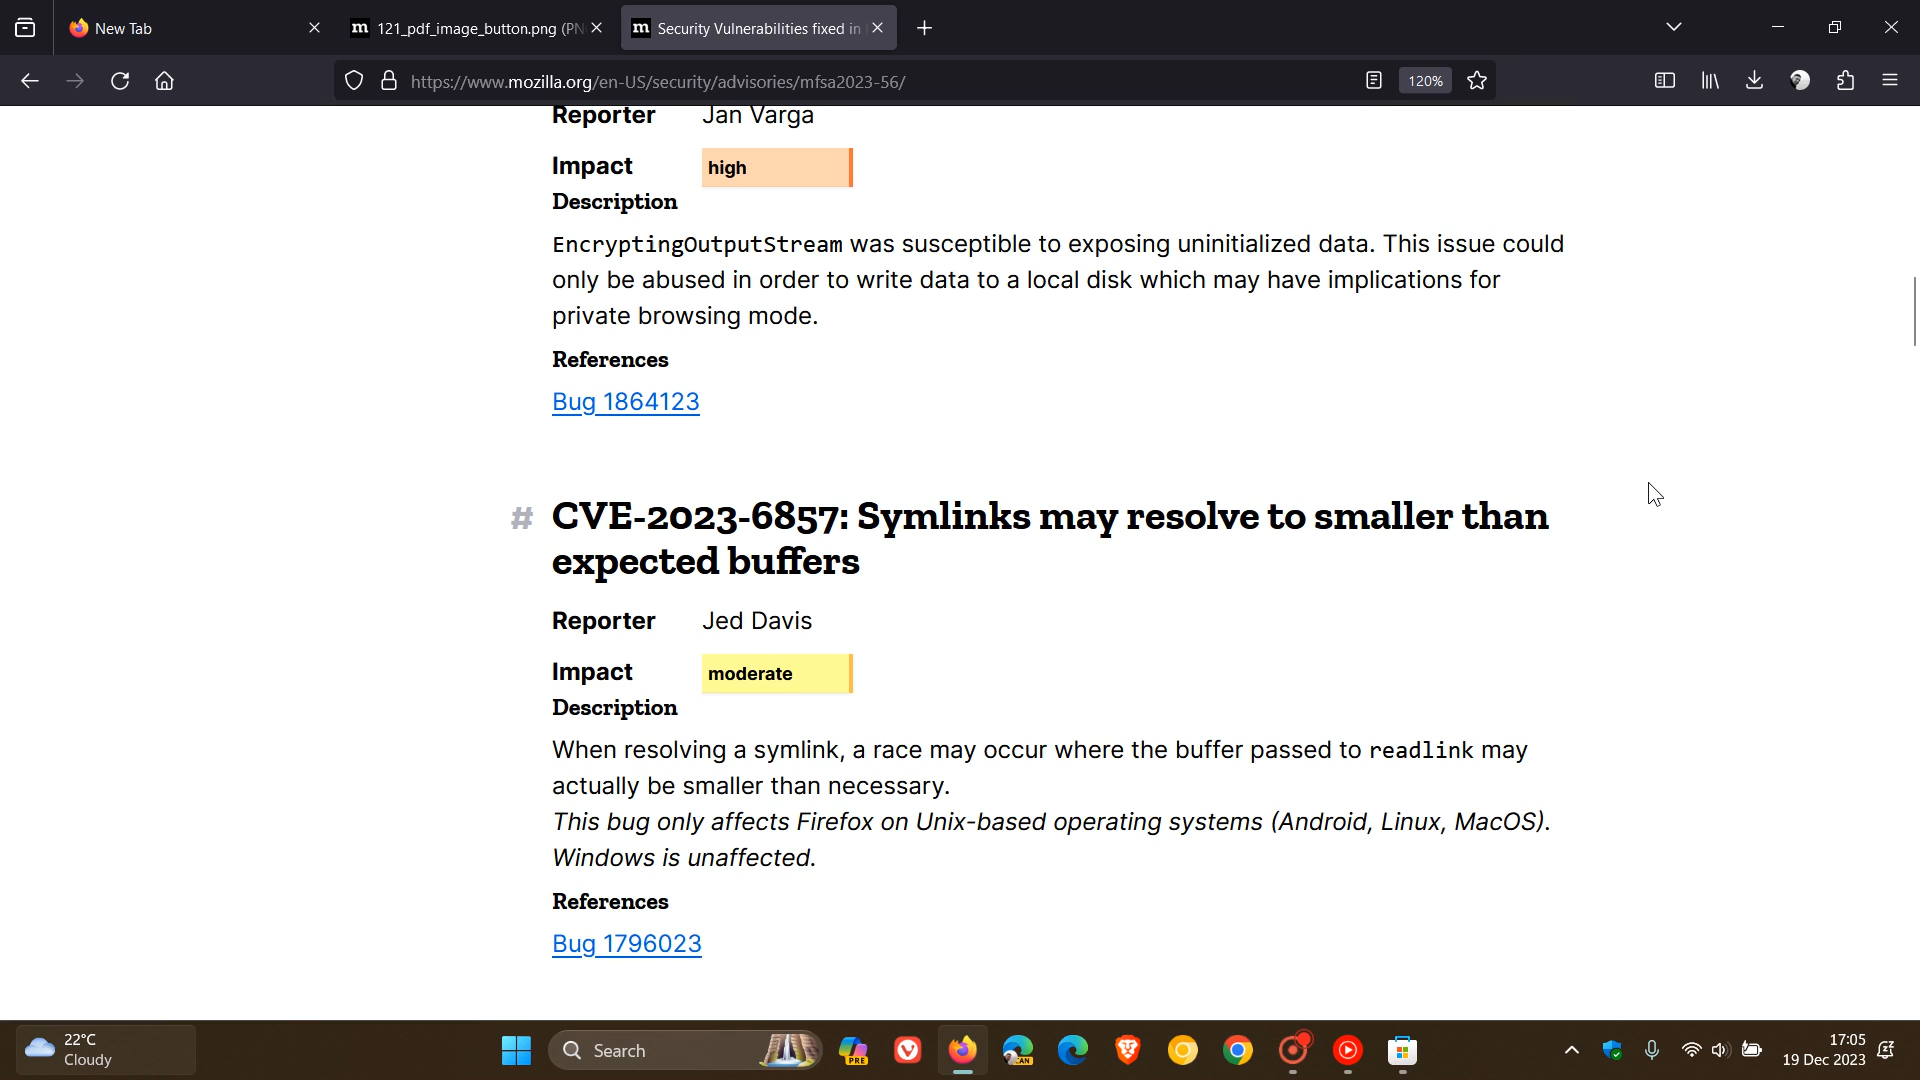 New Tab
m 121_pdf_image_button.png (PN
m Security Vulnerabilities fixed in
https://www.mozilla.org/en-US/security/advisories/mfsa2023-56/
120%
Reporter Jan Varga
Impact high
Description
EncryptingOutputStream was susceptible to exposing uninitialized data. This issue could
only be abused in order to write data to a local disk which may have implications for
private browsing mode.
References
Bug 1864123
# CVE-2023-6857: Symlinks may resolve to smaller than
expected buffers
Reporter Jed Davis
Impact moderate
Description
When resolving a symlink, a race may occur where the buffer passed to readlink may
actually be smaller than necessary.
This bug only affects Firefox on Unix-based operating systems (Android, Linux, MacOS).
Windows is unaffected.
References
Bug 1796023
22°C
Cloudy
Search
PRE
CAN
17:05
19 Dec 2023